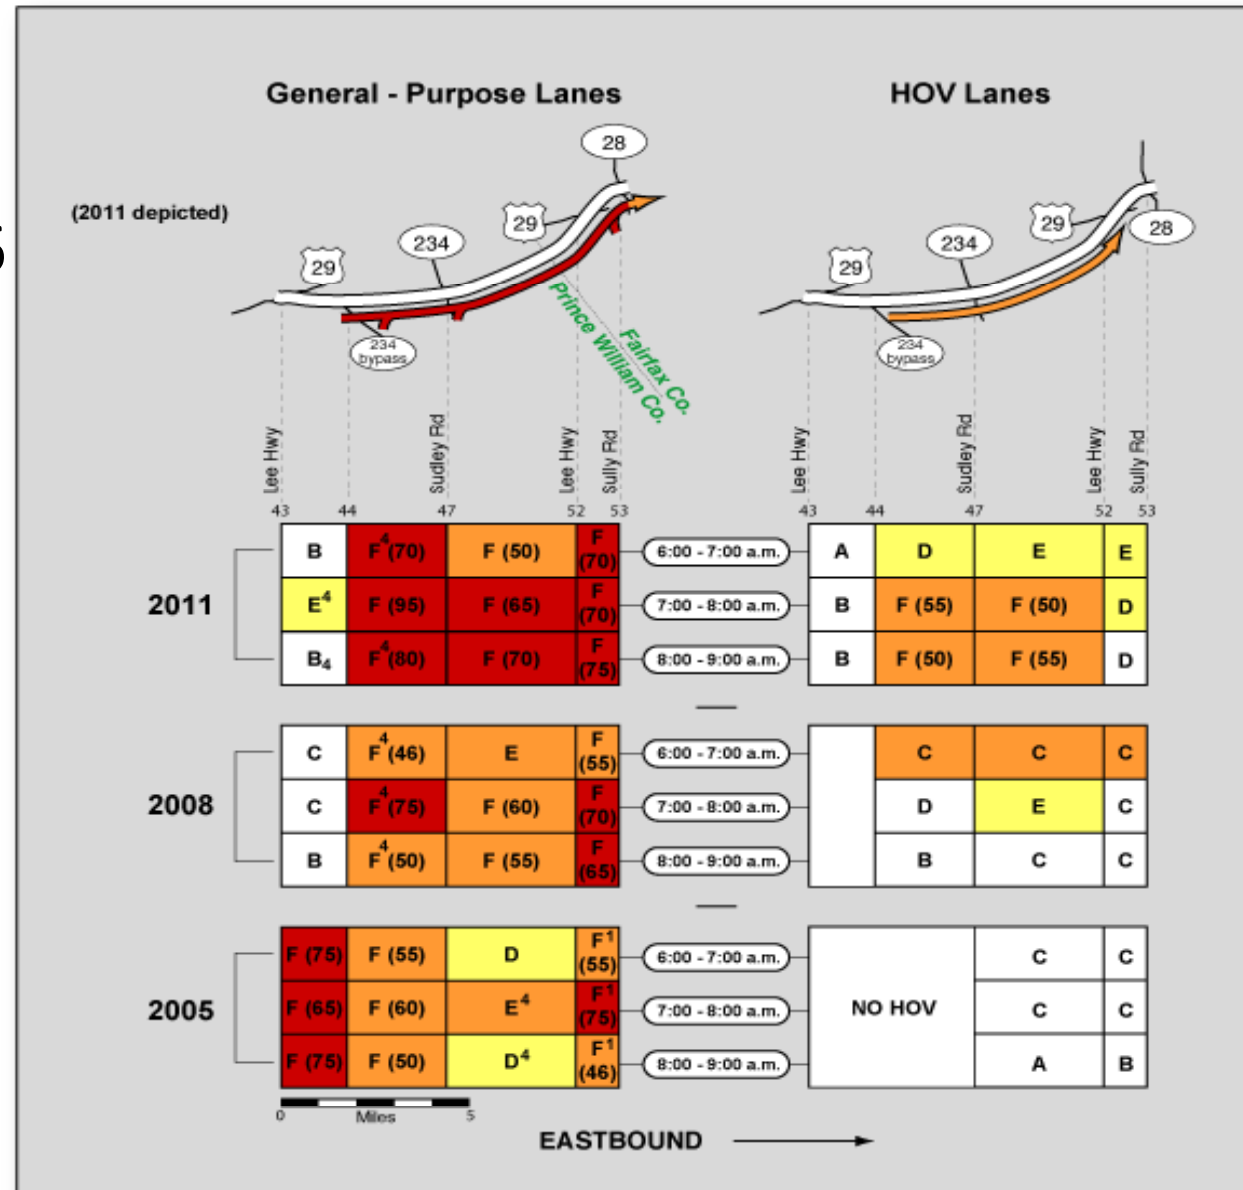 General - Purpose Lanes
HOV Lanes
28
(2011 depicted)
29
234
29
29
234
29
28
234
bypass
234
bypass
Prince William Co.
Fairfax Co.
Lee Hwy
Sudley Rd
Lee Hwy
Sully Rd
Lee Hwy
Sudley Rd
Lee Hwy
Sully Rd
43 44 47 52 53
43 44 47 52 53
2011
B F4(70) F (50) F (70) 6:00 - 7:00 a.m. A D E E
E4 F (95) F (65) F (70) 7:00 - 8:00 a.m. B F (55) F (50) D
B4 F4(80) F (70) F (75) 8:00 - 9:00 a.m. B F (50) F (55) D
2008
C F4(46) E F (55) 6:00 - 7:00 a.m. C C C
C F4(75) F (60) F (70) 7:00 - 8:00 a.m. D E C
B F4(50) F (55) F (65) 8:00 - 9:00 a.m. B C C
2005
F (75) F (55) D F1 (55) 6:00 - 7:00 a.m. C C
F (65) F (60) E4 F1 (75) 7:00 - 8:00 a.m. NO HOV C C
F (75) F (50) D4 F1 (46) 8:00 - 9:00 a.m. A B
0 Miles 5
EASTBOUND